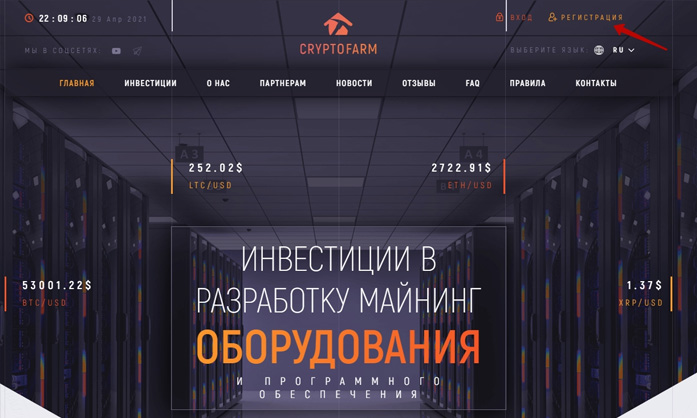 22:09:06 29 Апр 2021
ВХОД
РЕГИСТРАЦИЯ
CRYPTOFARM
МЫ В СОЦСЕТЯХ:
ВЫБЕРИТЕ ЯЗЫК: RU
ГЛАВНАЯ ИНВЕСТИЦИИ О НАС ПАРТНЕРАМ НОВОСТИ ОТЗЫВЫ FAQ ПРАВИЛА КОНТАКТЫ
A3
A4
252.02$
LTC/USD
2722.91$
ETH/USD
53001.22$
BTC/USD
1.37$
XRP/USD
ИНВЕСТИЦИИ В
РАЗРАБОТКУ МАЙНИНГ
ОБОРУДОВАНИЯ
И ПРОГРАММНОГО
ОБЕСПЕЧЕНИЯ